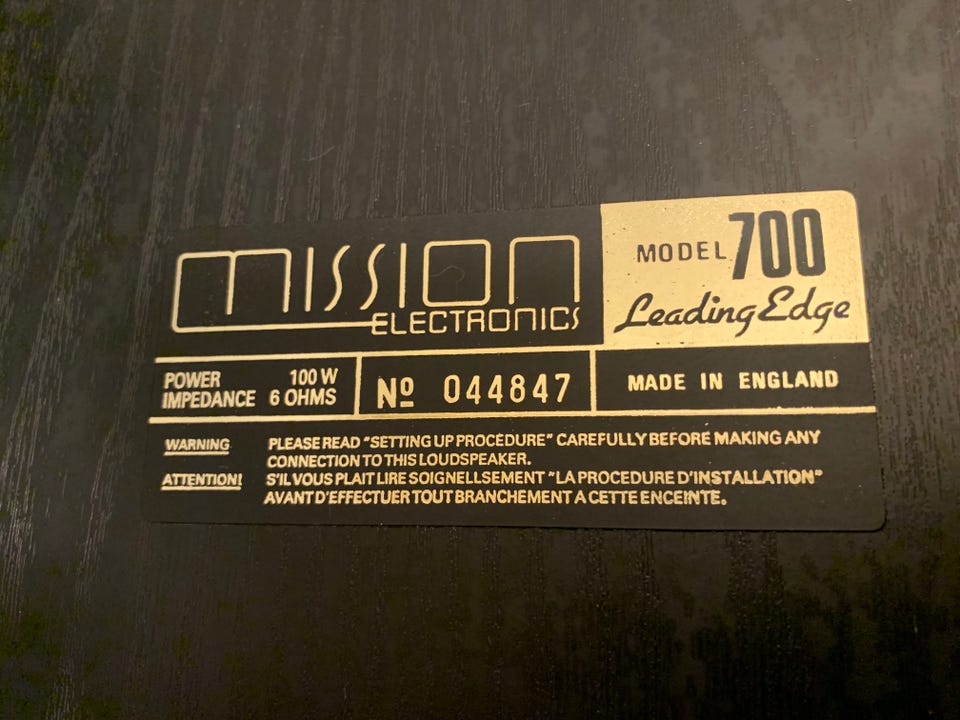 mission
ELECTRONICS
MODEL 700
Leading Edge
POWER 100 W
IMPEDANCE 6 OHMS
Nº 044847
MADE IN ENGLAND
WARNING PLEASE READ "SETTING UP PROCEDURE" CAREFULLY BEFORE MAKING ANY
CONNECTION TO THIS LOUDSPEAKER.
ATTENTION! S'IL VOUS PLAIT LIRE SOIGNELLSEMENT "LA PROCEDURE D'INSTALLATION"
AVANT D'EFFECTUER TOUT BRANCHEMENT A CETTE ENCEINTE.